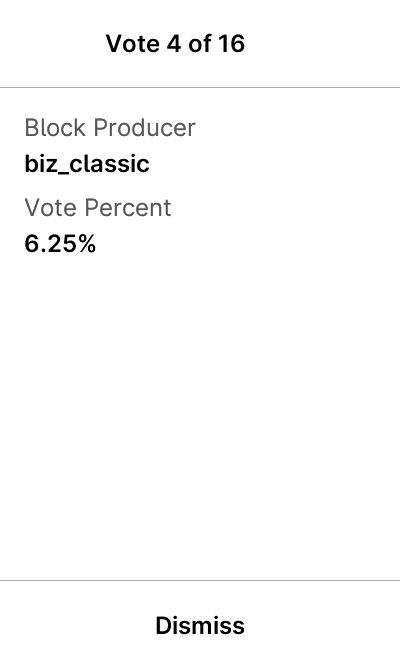 Vote 4 of 16
Block Producer
biz_classic
Vote Percent
6.25%
Dismiss